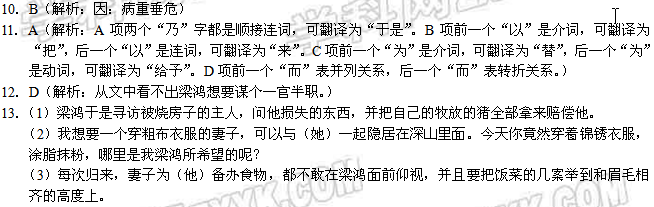 10. B（解析：因；病重垂危）
11. A（解析：A 项两个“乃”字都是顺接连词，可翻译为“于是”。B 项前一个“以”是介词，可翻译为
“把”，后一个“以”是连词，可翻译为“来”。C 项前一个“为”是介词，可翻译为“替”，后一个“为”
是动词，可翻译为“给予”。D 项前一个“而”表并列关系，后一个“而”表转折关系。）
12. D（解析：从文中看不出梁鸿想要谋个一官半职。）
13.（1）梁鸿于是寻访被烧房子的主人，问他损失的东西，并把自己的牧放的猪全部拿来赔偿他。
（2）我想要一个穿粗布衣服的妻子，可以与（她）一起隐居在深山里面。今天你竟然穿着锦锈衣服，
涂脂抹粉，哪里是我梁鸿所希望的呢？
（3）每次归来，妻子为（他）备办食物，都不敢在梁鸿面前仰视，并且要把饭菜的几案举到和眉毛相
齐的高度上。